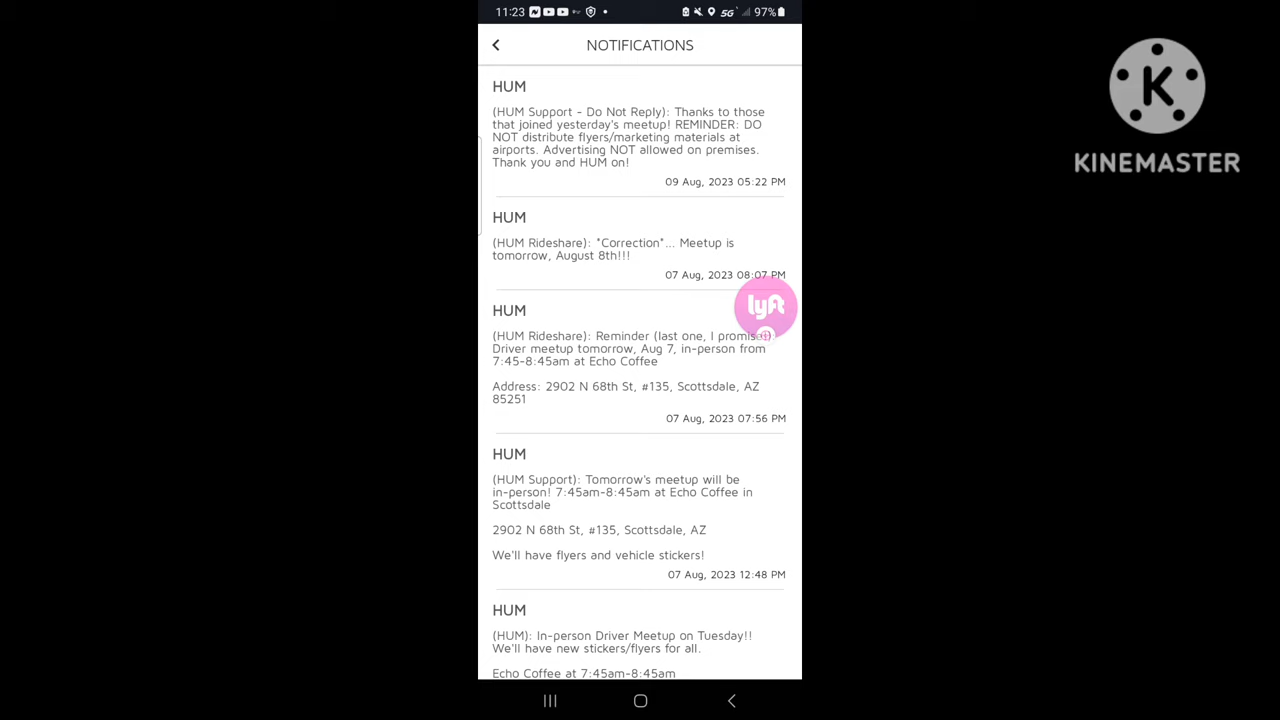 11:23
5G
97%
NOTIFICATIONS
K
KINEMASTER
HUM
(HUM Support - Do Not Reply): Thanks to those
that joined yesterday's meetup! REMINDER: DO
NOT distribute flyers/marketing materials at
airports. Advertising NOT allowed on premises.
Thank you and HUM on!
09 Aug, 2023 05:22 PM
HUM
(HUM Rideshare): *Correction*... Meetup is
tomorrow, August 8th!!!
07 Aug, 2023 08:07 PM
HUM
lyft
(HUM Rideshare): Reminder (last one, I promise):
Driver meetup tomorrow, Aug 7, in-person from
7:45-8:45am at Echo Coffee
Address: 2902 N 68th St, #135, Scottsdale, AZ
85251
07 Aug, 2023 07:56 PM
HUM
(HUM Support): Tomorrow's meetup will be
in-person! 7:45am-8:45am at Echo Coffee in
Scottsdale
2902 N 68th St, #135, Scottsdale, AZ
We'll have flyers and vehicle stickers!
07 Aug, 2023 12:48 PM
HUM
(HUM): In-person Driver Meetup on Tuesday!!
We'll have new stickers/flyers for all.
Echo Coffee at 7:45am-8:45am